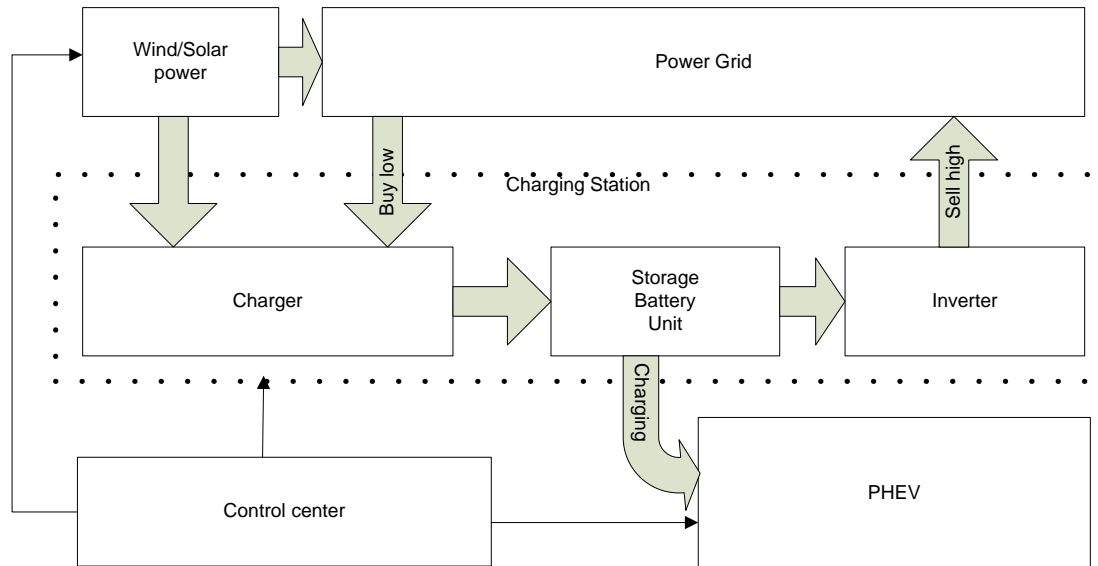 Wind/Solar
power
Power Grid
Buy low
Sell high
Charging Station
Charger
Storage
Battery
Unit
Inverter
Charging
Control center
PHEV